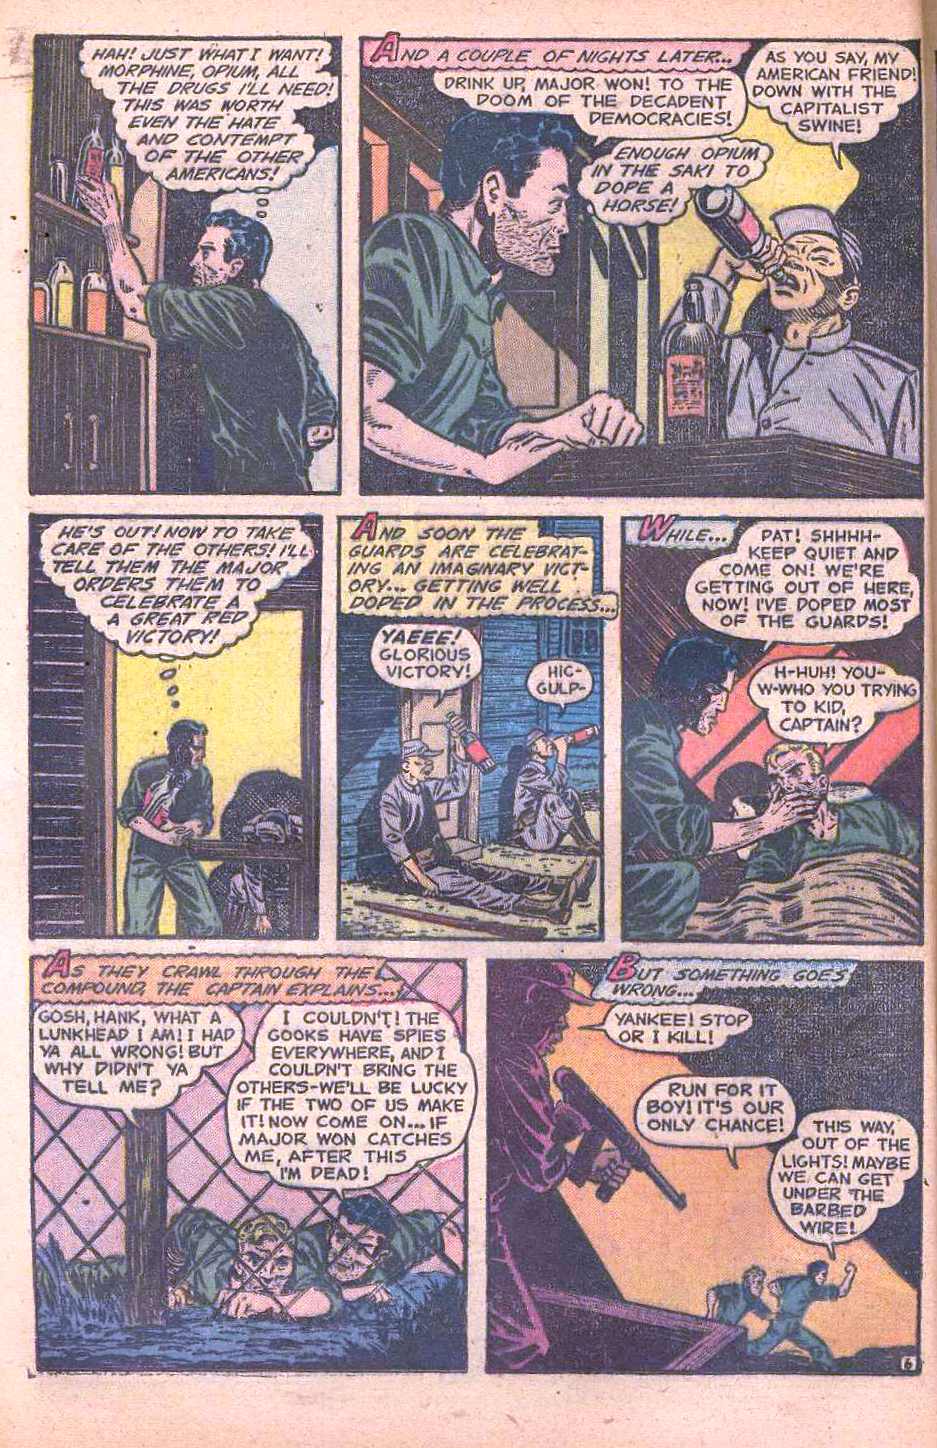 HAH! JUST WHAT I WANT!
MORPHINE, OPIUM, ALL
THE DRUGS I'LL NEED!
THIS WAS WORTH
EVEN THE HATE
AND CONTEMPT
OF THE OTHER
AMERICANS!
AND A COUPLE OF NIGHTS LATER...
DRINK UP, MAJOR WON! TO THE
DOOM OF THE DECADENT
DEMOCRACIES!
AS YOU SAY, MY
AMERICAN FRIEND!
DOWN WITH THE
CAPITALIST
SWINE!
ENOUGH OPIUM
IN THE SAKI TO
DOPE A
HORSE!
HE'S OUT! NOW TO TAKE
CARE OF THE OTHERS! I'LL
TELL THEM THE MAJOR
ORDERS THEM TO
CELEBRATE A
A GREAT RED
VICTORY!
AND SOON THE
GUARDS ARE CELEBRAT-
ING AN IMAGINARY VICT-
ORY... GETTING WELL
DOPED IN THE PROCESS...
YAEEE!
GLORIOUS
VICTORY!
HIC-
GULP-
WHILE...
PAT! SHHHH-
KEEP QUIET AND
COME ON! WE'RE
GETTING OUT OF HERE,
NOW! I'VE DOPED MOST
OF THE GUARDS!
H-HUH! YOU-
W-WHO YOU TRYING
TO KID,
CAPTAIN?
AS THEY CRAWL THROUGH THE
COMPOUND, THE CAPTAIN EXPLAINS...
GOSH, HANK, WHAT A
LUNKHEAD I AM! I HAD
YA ALL WRONG! BUT
WHY DIDN'T YA
TELL ME?
I COULDN'T! THE
GOOKS HAVE SPIES
EVERYWHERE, AND I
COULDN'T BRING THE
OTHERS-WE'LL BE LUCKY
IF THE TWO OF US MAKE
IT! NOW COME ON... IF
MAJOR WON CATCHES
ME, AFTER THIS
I'M DEAD!
BUT SOMETHING GOES
WRONG...
YANKEE! STOP
OR I KILL!
RUN FOR IT
BOY! IT'S OUR
ONLY CHANCE!
THIS WAY,
OUT OF THE
LIGHTS! MAYBE
WE CAN GET
UNDER THE
BARBED
WIRE!
6